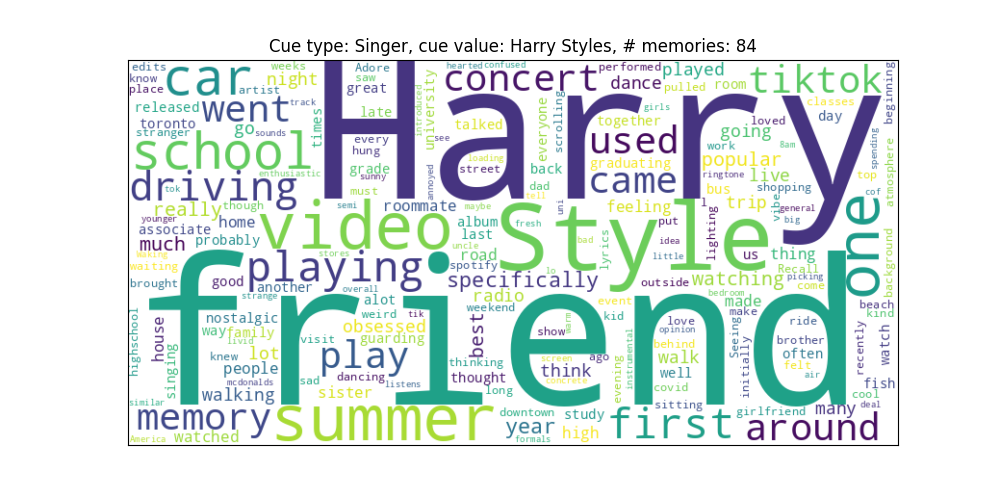 Cue type: Singer, cue value: Harry Styles, # memories: 84
edits
weeks
Adore
hearted
confused
performed
played
tiktok
know
place
car
artist
night
saw
great
concert
dance
pulled
room
beginning
released
went
track
late
introduced
university
talked
everyone
scrolling
together
girls
loved
classes
day
toronto
stranger
go
sounds
times
every
hung
see
used
going
work
8am
spending
school
enthusiastic
grade
sunny
annoyed
loading
street
back
graduating
popular
live
top
Harry
driving
must
dad
tell
came
bus
ringtone
shopping
cof
atmosphere
tok
really
though
semi
roommate
uni
feeling
trip
l
vibe
general
big
younger
associate
home
video
album
maybe
fresh
Style
put
lighting
one
much
probably
uncle
last
bad
lyrics
idea
us
thing
waking
waiting
stores
road
little
Recall
background
brought
good
playing
spotify
lo
specifically
outside
watching
picking
come
another
strange
overall
radio
bedroom
made
beach
kind
highschool
house
nostalgic
alot
weird
tik
weekend
event
kid
love
make
ride
way
family
obsessed
best
show
warm
instrumental
opinion
Seeing
brother
recently
watch
livid
visit
guarding
friend
behind
often
singing
knew
lot
people
play
thinking
screen
ago
think
walk
initially
felt
air
fish
mcdonalds
sad
dancing
listens
thought
concrete
evening
well
walking
sister
long
covid
cool
similar
memory
summer
downtown
study
sitting
girlfriend
many
deal
America
watched
year
formals
high
first
around